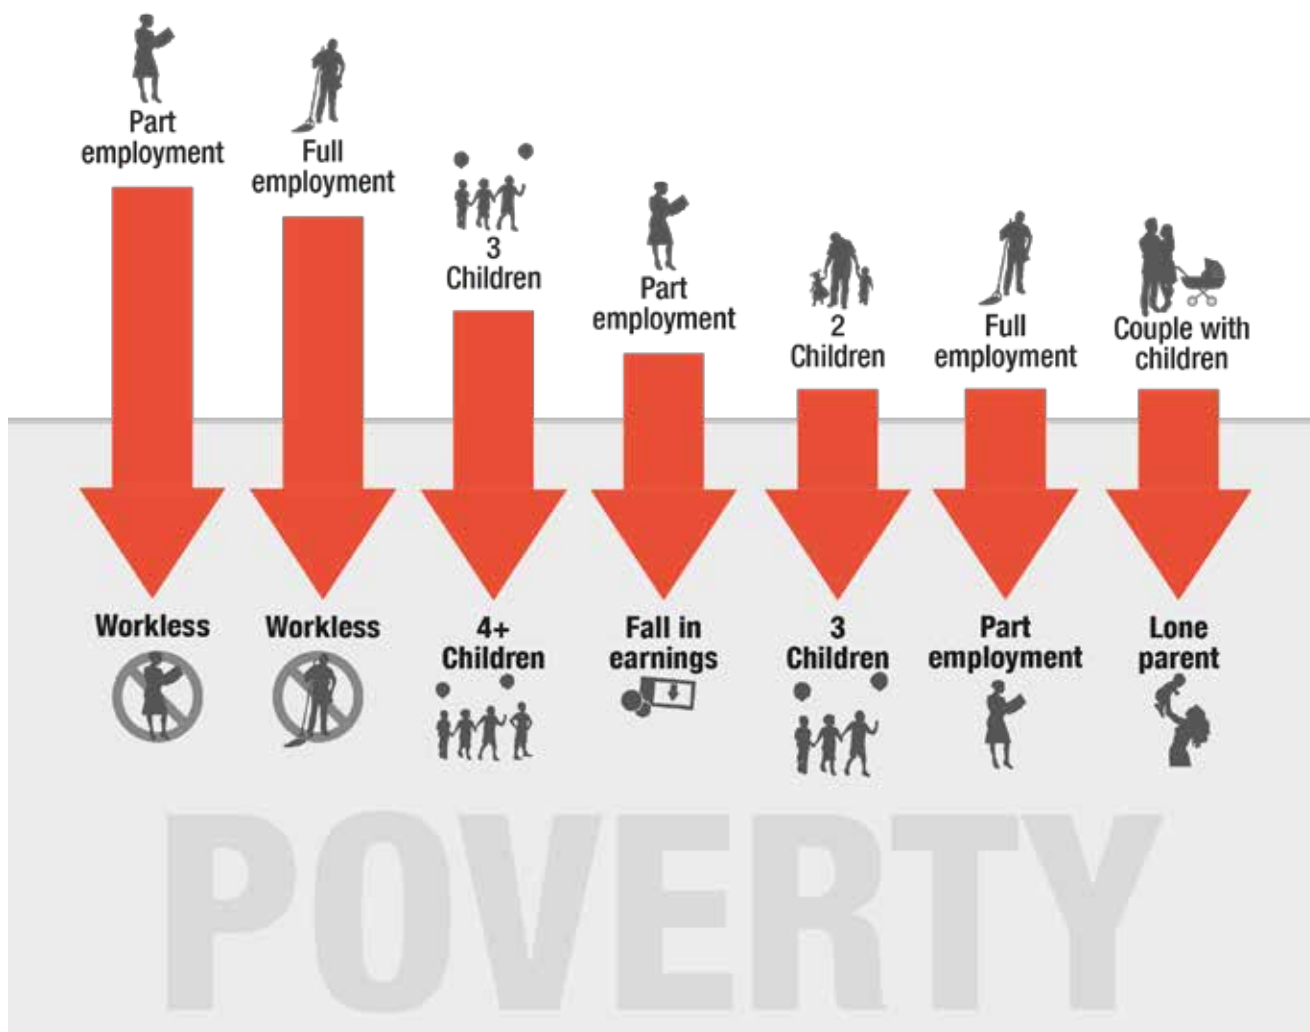 Part
employment
Full
employment
3
Children
Part
employment
2
Children
Full
employment
Couple with
children
Workless
Workless
4+
Children
Fall in
earnings
3
Children
Part
employment
Lone
parent
POVERTY